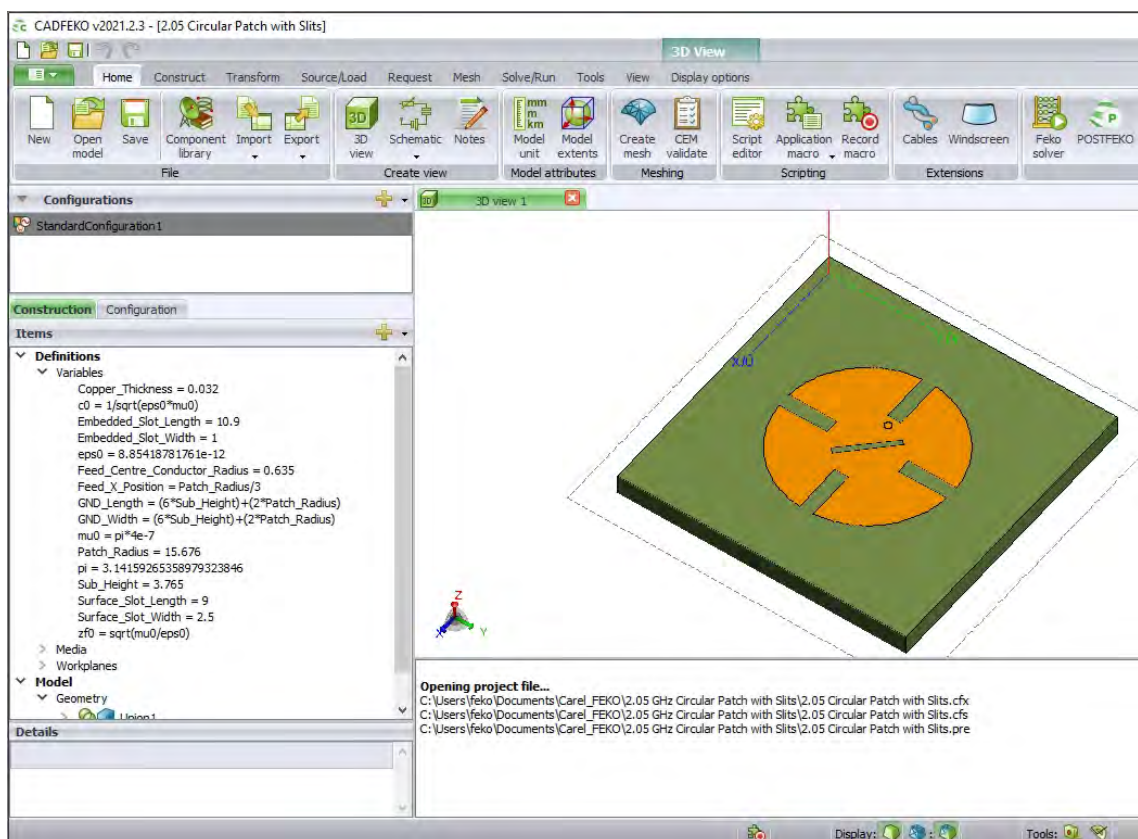 CADFEKO v2021.2.3 - [2.05 Circular Patch with Slits]
3D View
Home Construct Transform Source/Load Request Mesh Solve/Run Tools View Display options
New Open model Save Component library Import Export 3D view Schematic Notes Model unit Model extents Create mesh CEM validate Script editor Application macro Record macro Cables Windscreen Feko solver POSTFEKO
File Create view Model attributes Meshing Scripting Extensions
Configurations
3D view 1
StandardConfiguration1
Construction Configuration
Items
Definitions
Variables
Copper_Thickness = 0.032
c0 = 1/sqrt(eps0*mu0)
Embedded_Slot_Length = 10.9
Embedded_Slot_Width = 1
eps0 = 8.85418781761e-12
Feed_Centre_Conductor_Radius = 0.635
Feed_X_Position = Patch_Radius/3
GND_Length = (6*Sub_Height)+(2*Patch_Radius)
GND_Width = (6*Sub_Height)+(2*Patch_Radius)
mu0 = pi*4e-7
Patch_Radius = 15.676
pi = 3.14159265358979323846
Sub_Height = 3.765
Surface_Slot_Length = 9
Surface_Slot_Width = 2.5
zf0 = sqrt(mu0/eps0)
Media
Workplanes
Model
Geometry
Union1
Details
X/U
Z
X
Y
Opening project file...
C:\Users\feko\Documents\Carel_FEKO\2.05 GHz Circular Patch with Slits\2.05 Circular Patch with Slits.cfx
C:\Users\feko\Documents\Carel_FEKO\2.05 GHz Circular Patch with Slits\2.05 Circular Patch with Slits.cfs
C:\Users\feko\Documents\Carel_FEKO\2.05 GHz Circular Patch with Slits\2.05 Circular Patch with Slits.pre
Display: Tools: